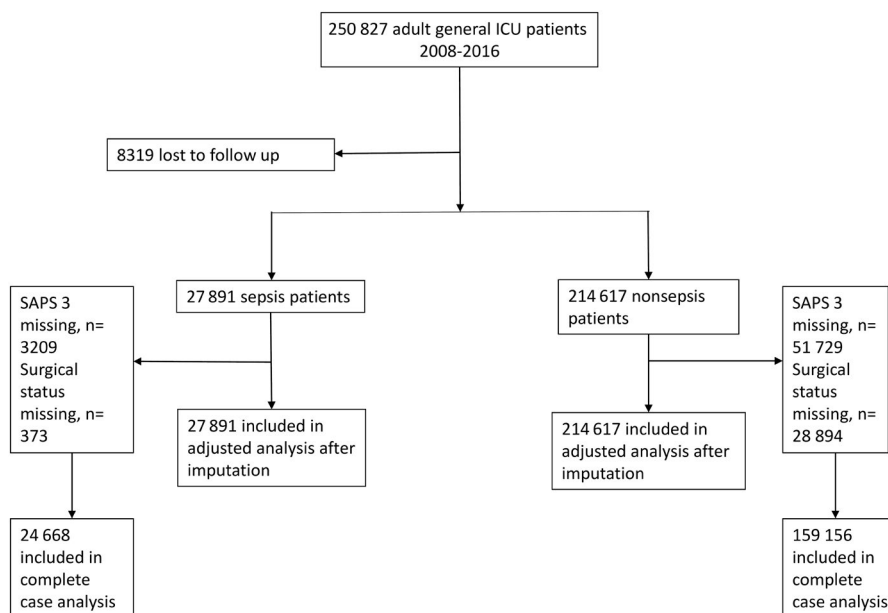 250 827 adult general ICU patients
2008-2016
8319 lost to follow up
27 891 sepsis patients
214 617 nonsepsis
patients
SAPS 3
missing, n=
3209
Surgical
status
missing, n=
373
SAPS 3
missing, n=
51 729
Surgical
status
missing, n=
28 894
27 891 included in
adjusted analysis after
imputation
214 617 included in
adjusted analysis after
imputation
24 668
included in
complete
case analysis
159 156
included in
complete
case analysis